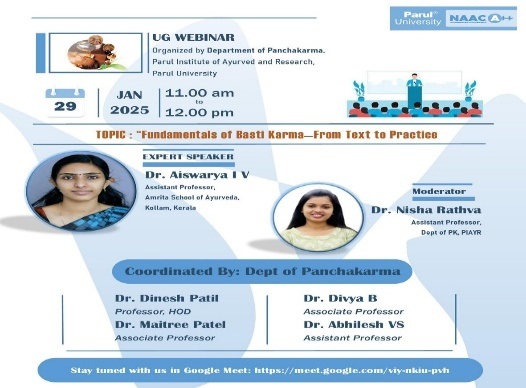 Parul®
University
NAAC A++
UG WEBINAR
Organized by Department of Panchakarma.
Parul Institute of Ayurved and Research,
Parul University
29
JAN
2025
11.00 am
to
12.00 pm
TOPIC : "Fundamentals of Basti Karma—From Text to Practice
EXPERT SPEAKER
Dr. Aiswarya I V
Assistant Professor,
Amrita School of Ayurveda,
Kollam, Kerala
Moderator
Dr. Nisha Rathva
Assistant Professor,
Dept of PK, PIAYR
Coordinated By: Dept of Panchakarma
Dr. Dinesh Patil
Professor, HOD
Dr. Maitree Patel
Associate Professor
Dr. Divya B
Associate Professor
Dr. Abhilesh VS
Assistant Professor
Stay tuned with us in Google Meet: https://meet.google.com/viy-nkiu-pvh